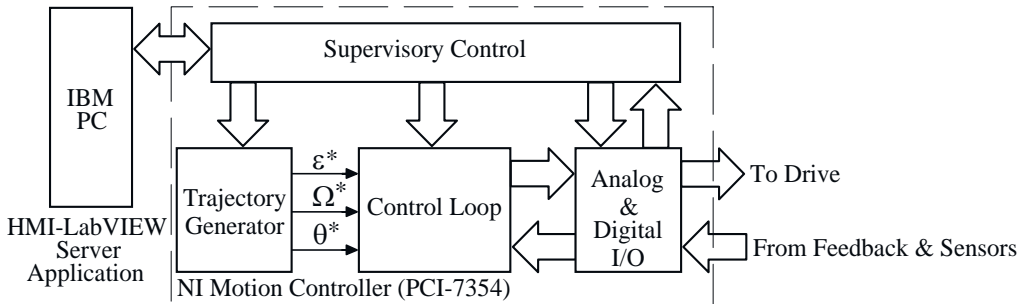 Supervisory Control
IBM
PC
HMI-LabVIEW
Server
Application
Trajectory
Generator
ε*
Ω*
θ*
Control Loop
Analog
&
Digital
I/O
To Drive
From Feedback & Sensors
NI Motion Controller (PCI-7354)